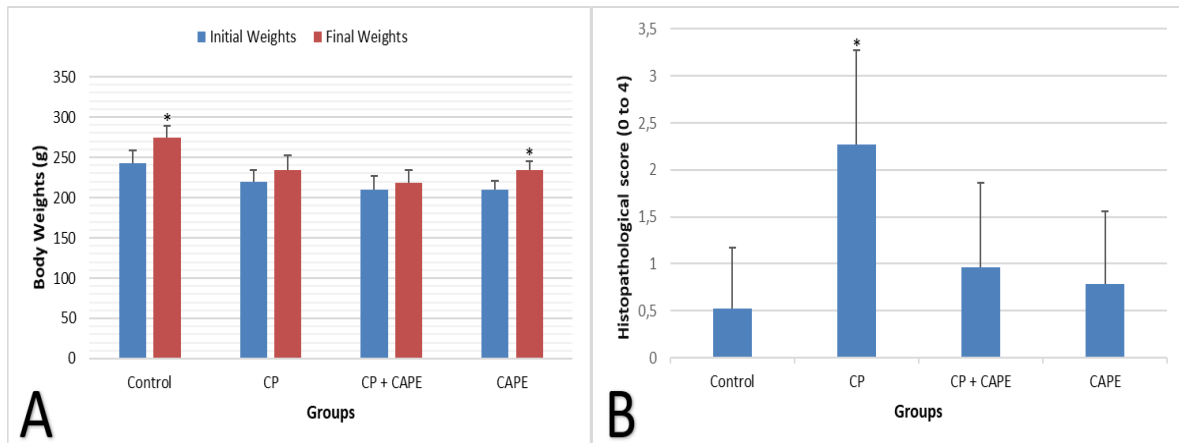 Initial Weights Final Weights
350
300
250
200
150
100
50
0
Body Weights (g)
*
*
Control CP CP + CAPE CAPE
Groups
A
3,5
3
2,5
2
1,5
1
0,5
0
Histopathological score (0 to 4)
*
Control CP CP + CAPE CAPE
Groups
B